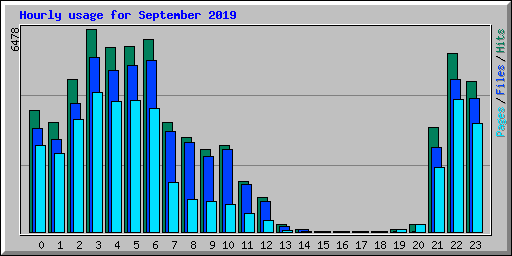 Hourly usage for September 2019
6478
Pages / Files / Hits
0 1 2 3 4 5 6 7 8 9 10 11 12 13 14 15 16 17 18 19 20 21 22 23